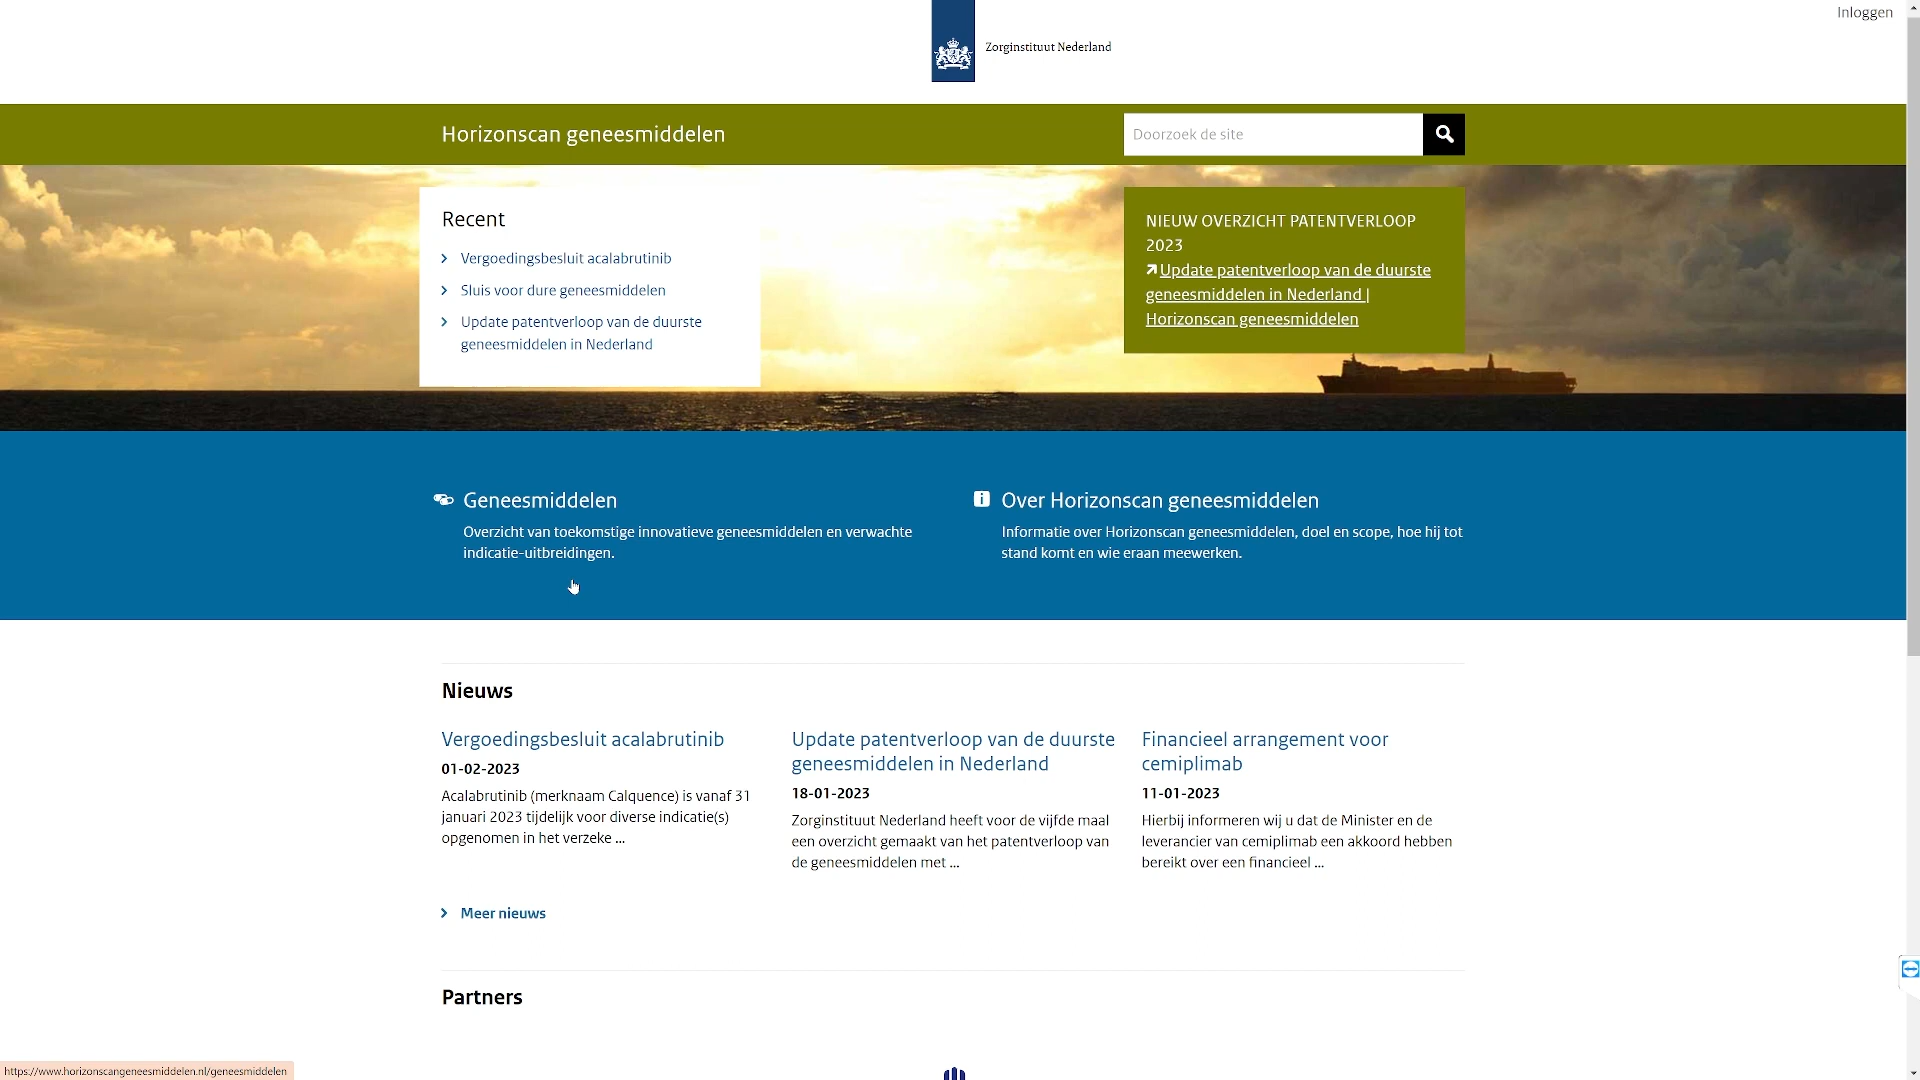 Inloggen
Zorginstituut Nederland
Horizonscan geneesmiddelen
Doorzoek de site
Recent
Vergoedingsbesluit acalabrutinib
Sluis voor dure geneesmiddelen
Update patentverloop van de duurste
geneesmiddelen in Nederland
NIEUW OVERZICHT PATENTVERLOOP
2023
Update patentverloop van de duurste
geneesmiddelen in Nederland |
Horizonscan geneesmiddelen
Geneesmiddelen
Overzicht van toekomstige innovatieve geneesmiddelen en verwachte
indicatie-uitbreidingen.
Over Horizonscan geneesmiddelen
Informatie over Horizonscan geneesmiddelen, doel en scope, hoe hij tot
stand komt en wie eraan meewerken.
Nieuws
Vergoedingsbesluit acalabrutinib
01-02-2023
Acalabrutinib (merknaam Calquence) is vanaf 31
januari 2023 tijdelijk voor diverse indicatie(s)
opgenomen in het verzeke ...
Update patentverloop van de duurste
geneesmiddelen in Nederland
18-01-2023
Zorginstituut Nederland heeft voor de vijfde maal
een overzicht gemaakt van het patentverloop van
de geneesmiddelen met ...
Financieel arrangement voor
cemiplimab
11-01-2023
Hierbij informeren wij u dat de Minister en de
leverancier van cemiplimab een akkoord hebben
bereikt over een financieel ...
Meer nieuws
Partners
https://www.horizonscangeneesmiddelen.nl/geneesmiddelen